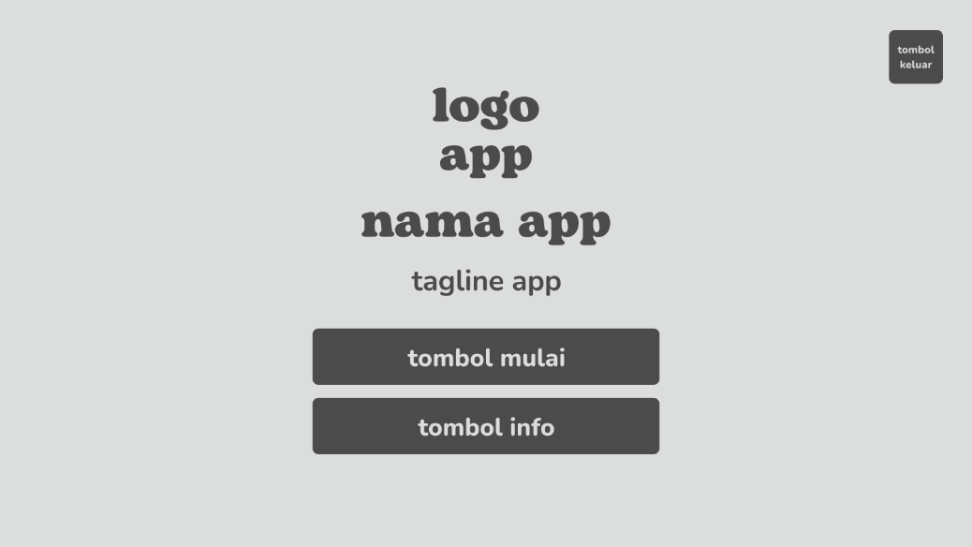 tombol
keluar
logo
app
nama app
tagline app
tombol mulai
tombol info